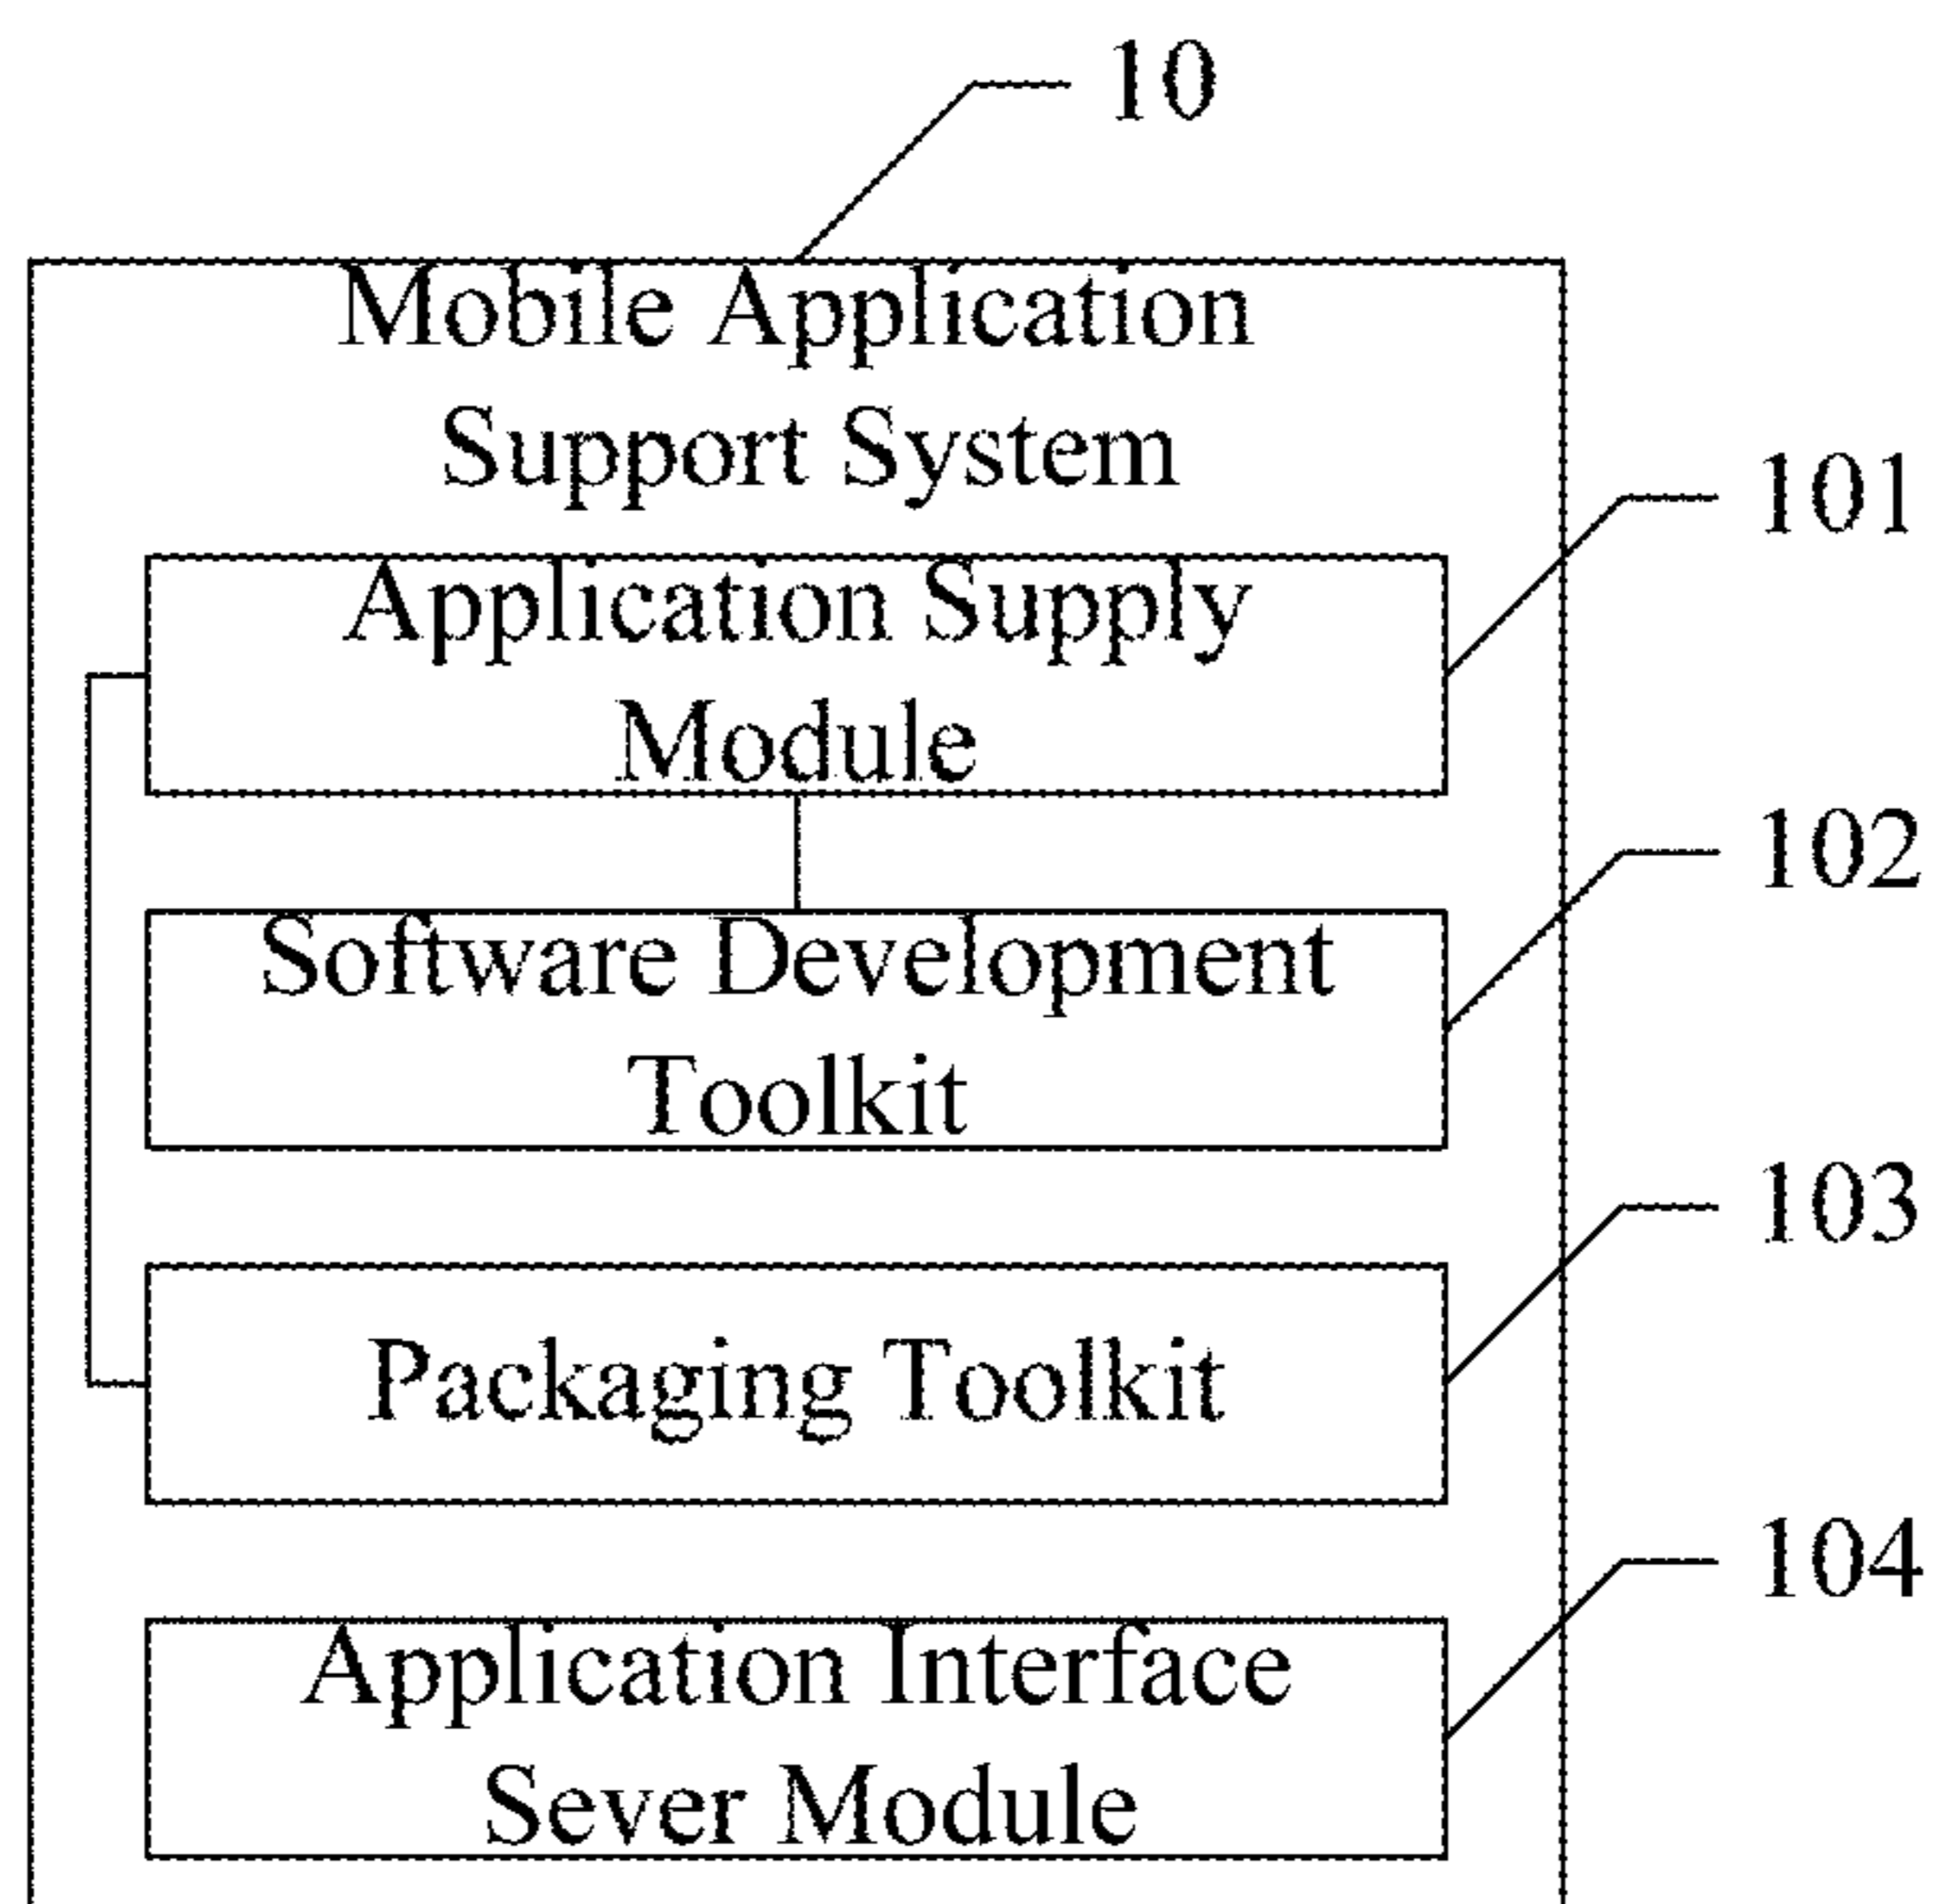 10
Mobile Application
Support System
101
Application Supply
Module
102
Software Development
Toolkit
103
Packaging Toolkit
104
Application Interface
Sever Module